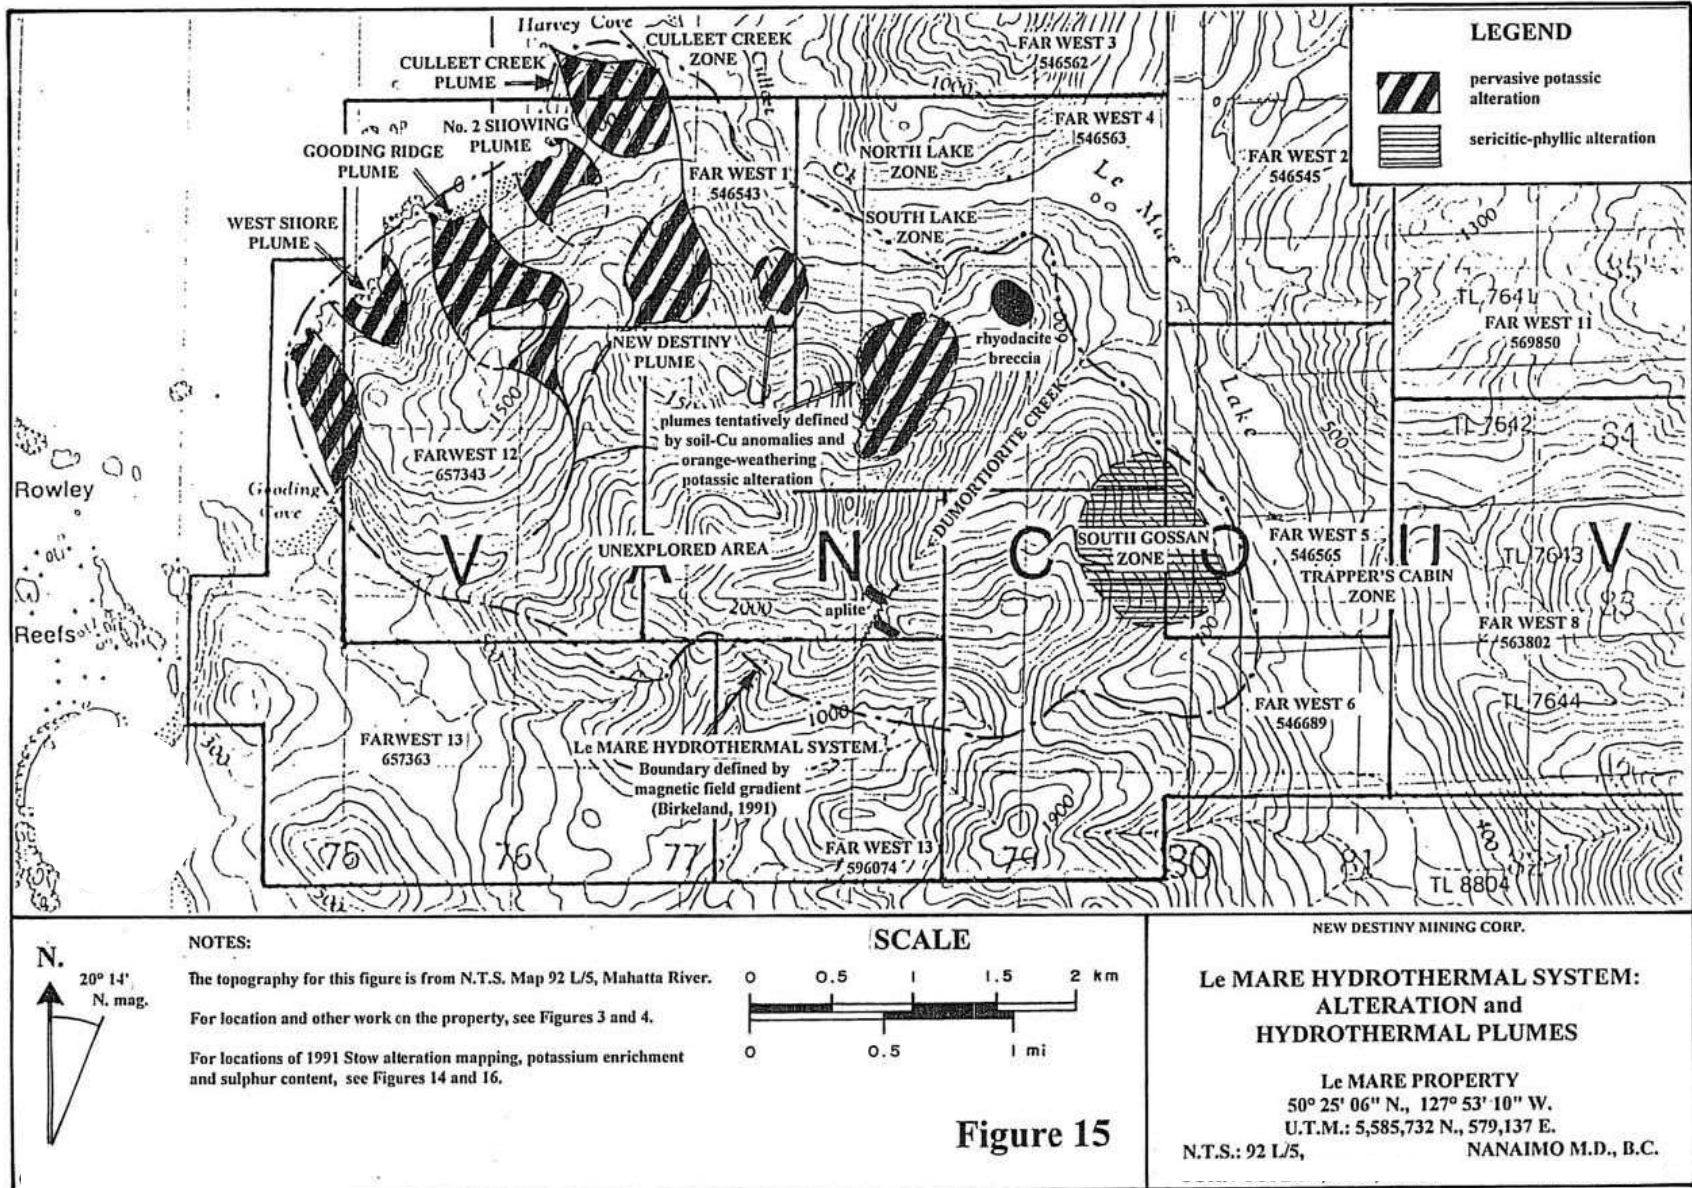 Harvey Cove
CULLEET CREEK
ZONE
Culleet
CULLEET CREEK
PLUME
FAR WEST 3
546562
1000
LEGEND
pervasive potassic
alteration
sericitic-phyllic alteration
No. 2 SHOWING
PLUME
GOODING RIDGE
PLUME
WEST SHORE
PLUME
FAR WEST 1
546543
NORTH LAKE
ZONE
Ck
SOUTH LAKE
ZONE
FAR WEST 4
546563
Le Mare
Lake
FAR WEST 2
546545
1300
TL 7641
FAR WEST 11
569850
NEW DESTINY
PLUME
rhyodacite
breccia
600
1500
plumes tentatively defined
by soil-Cu anomalies and
orange-weathering
potassic alteration
DUMORTIORITE CREEK
500
TL 7642
84
FARWEST 12
657343
Rowley
Reefs
Gooding
Cove
V A N C O U V
UNEXPLORED AREA
SOUTH GOSSAN
ZONE
FAR WEST 5
546565
TRAPPER'S CABIN
ZONE
TL 7643
83
2000
aplite
FAR WEST 8
563802
FAR WEST 6
546689
TL 7644
1000
FARWEST 13
657363
300
Le MARE HYDROTHERMAL SYSTEM
Boundary defined by
magnetic field gradient
(Birkeland, 1991)
FAR WEST 13
596074
1900
400
75 76 77 79 80 81
TL 8804
N.
20° 14'
N. mag.
NOTES:
The topography for this figure is from N.T.S. Map 92 L/5, Mahatta River.
For location and other work on the property, see Figures 3 and 4.
For locations of 1991 Stow alteration mapping, potassium enrichment
and sulphur content, see Figures 14 and 16.
SCALE
0 0.5 1 1.5 2 km
0 0.5 1 mi
Figure 15
NEW DESTINY MINING CORP.
Le MARE HYDROTHERMAL SYSTEM:
ALTERATION and
HYDROTHERMAL PLUMES
Le MARE PROPERTY
50° 25' 06" N., 127° 53' 10" W.
U.T.M.: 5,585,732 N., 579,137 E.
N.T.S.: 92 L/5, NANAIMO M.D., B.C.